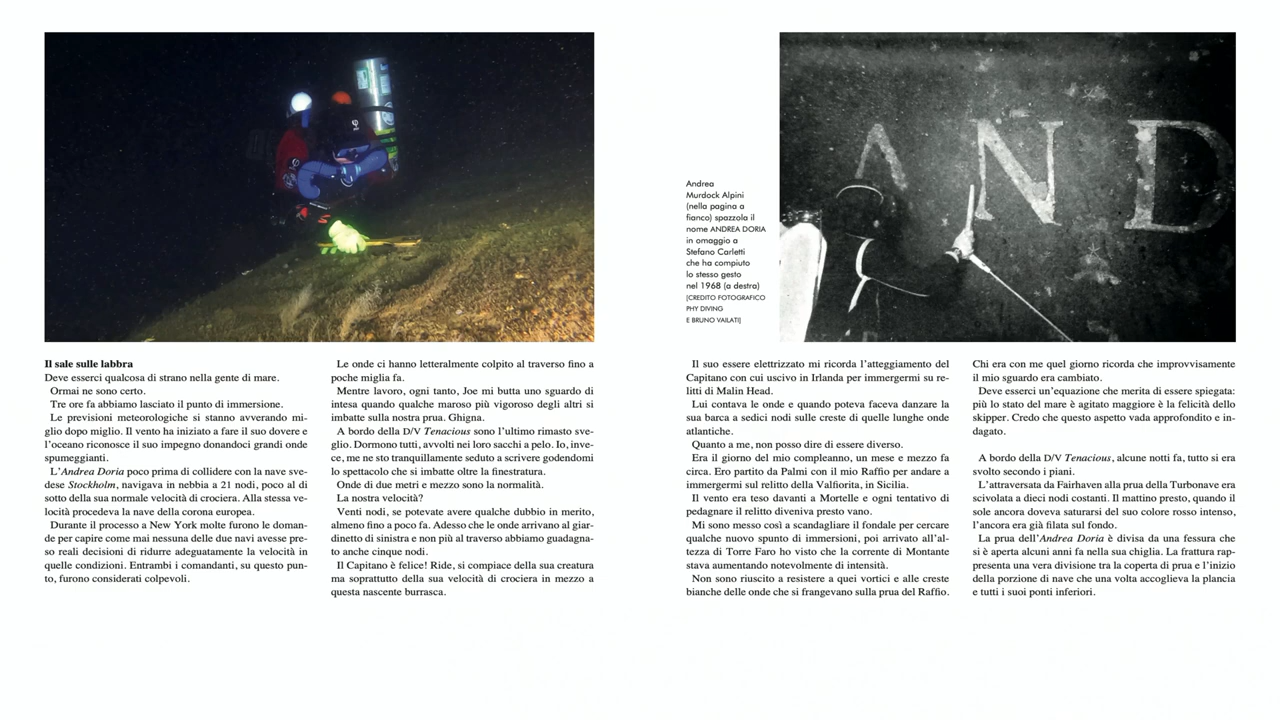 Andrea
Murdock Alpini
(nella pagina a
fianco) spazzola il
nome ANDREA DORIA
in omaggio a
Stefano Carletti
che ha compiuto
lo stesso gesto
nel 1968 (a destra)
[CREDITO FOTOGRAFICO
PHY DIVING
E BRUNO VAILATI]
AND
Il sale sulle labbra
Deve esserci qualcosa di strano nella gente di mare.
Ormai ne sono certo.
Tre ore fa abbiamo lasciato il punto di immersione.
Le previsioni meteorologiche si stanno avverando mi-
glio dopo miglio. Il vento ha iniziato a fare il suo dovere e
l'oceano riconosce il suo impegno donandoci grandi onde
spumeggianti.
L'Andrea Doria poco prima di collidere con la nave sve-
dese Stockholm, navigava in nebbia a 21 nodi, poco al di
sotto della sua normale velocità di crociera. Alla stessa ve-
locità procedeva la nave della corona europea.
Durante il processo a New York molte furono le doman-
de per capire come mai nessuna delle due navi avesse pre-
so reali decisioni di ridurre adeguatamente la velocità in
quelle condizioni. Entrambi i comandanti, su questo pun-
to, furono considerati colpevoli.
Le onde ci hanno letteralmente colpito al traverso fino a
poche miglia fa.
Mentre lavoro, ogni tanto, Joe mi butta uno sguardo di
intesa quando qualche maroso più vigoroso degli altri si
imbatte sulla nostra prua. Ghigna.
A bordo della D/V Tenacious sono l'ultimo rimasto sve-
glio. Dormono tutti, avvolti nei loro sacchi a pelo. Io, inve-
ce, me ne sto tranquillamente seduto a scrivere godendomi
lo spettacolo che si imbatte oltre la finestratura.
Onde di due metri e mezzo sono la normalità.
La nostra velocità?
Venti nodi, se potevate avere qualche dubbio in merito,
almeno fino a poco fa. Adesso che le onde arrivano al giar-
dinetto di sinistra e non più al traverso abbiamo guadagna-
to anche cinque nodi.
Il Capitano è felice! Ride, si compiace della sua creatura
ma soprattutto della sua velocità di crociera in mezzo a
questa nascente burrasca.
Il suo essere elettrizzato mi ricorda l'atteggiamento del
Capitano con cui uscivo in Irlanda per immergermi su re-
litti di Malin Head.
Lui contava le onde e quando poteva faceva danzare la
sua barca a sedici nodi sulle creste di quelle lunghe onde
atlantiche.
Quanto a me, non posso dire di essere diverso.
Era il giorno del mio compleanno, un mese e mezzo fa
circa. Ero partito da Palmi con il mio Raffio per andare a
immergermi sul relitto della Valfiorita, in Sicilia.
Il vento era teso davanti a Mortelle e ogni tentativo di
pedagnare il relitto diveniva presto vano.
Mi sono messo così a scandagliare il fondale per cercare
qualche nuovo spunto di immersioni, poi arrivato all'al-
tezza di Torre Faro ho visto che la corrente di Montante
stava aumentando notevolmente di intensità.
Non sono riuscito a resistere a quei vortici e alle creste
bianche delle onde che si frangevano sulla prua del Raffio.
Chi era con me quel giorno ricorda che improvvisamente
il mio sguardo era cambiato.
Deve esserci un'equazione che merita di essere spiegata:
più lo stato del mare è agitato maggiore è la felicità dello
skipper. Credo che questo aspetto vada approfondito e in-
dagato.
A bordo della D/V Tenacious, alcune notti fa, tutto si era
svolto secondo i piani.
L'attraversata da Fairhaven alla prua della Turbonave era
scivolata a dieci nodi costanti. Il mattino presto, quando il
sole ancora doveva saturarsi del suo colore rosso intenso,
l'ancora era già filata sul fondo.
La prua dell'Andrea Doria è divisa da una fessura che
si è aperta alcuni anni fa nella sua chiglia. La frattura rap-
presenta una vera divisione tra la coperta di prua e l'inizio
della porzione di nave che una volta accoglieva la plancia
e tutti i suoi ponti inferiori.